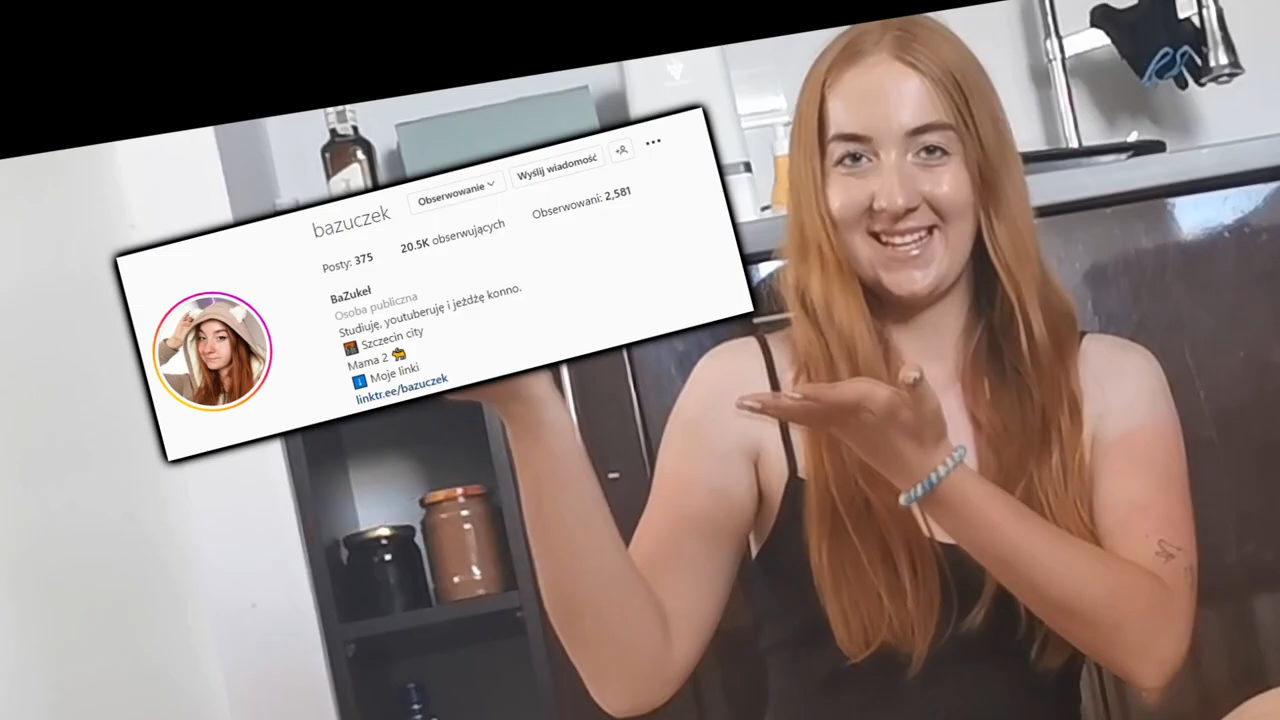 bazuczek Obserwowanie Wyślij wiadomość
Posty: 375 20.5K obserwujących Obserwowani: 2,581
BaZukeł
Osoba publiczna
Studiuję, youtuberuję i jeżdżę konno.
Szczecin city
Mama 2
Moje linki
linktr.ee/bazuczek